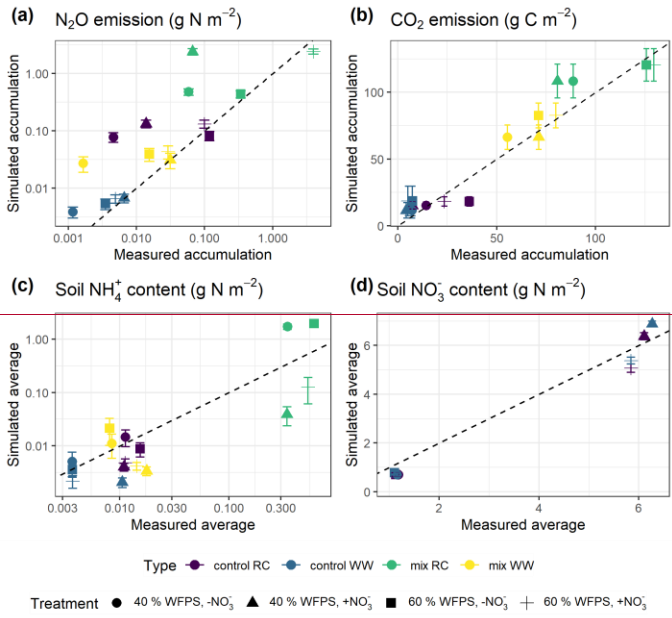 (a) N₂O emission (g N m⁻²)
Simulated accumulation
1.00
0.10
0.01
0.001 0.010 0.100 1.000
Measured accumulation
(b) CO₂ emission (g C m⁻²)
Simulated accumulation
100
50
0
0 50 100
Measured accumulation
(c) Soil NH₄⁺ content (g N m⁻²)
Simulated average
1.00
0.10
0.01
0.003 0.010 0.030 0.100 0.300
Measured average
(d) Soil NO₃⁻ content (g N m⁻²)
Simulated average
6
4
2
0
2 4 6
Measured average
Type control RC control WW mix RC mix WW
Treatment 40 % WFPS, -NO₃⁻ 40 % WFPS, +NO₃⁻ 60 % WFPS, -NO₃⁻ 60 % WFPS, +NO₃⁻